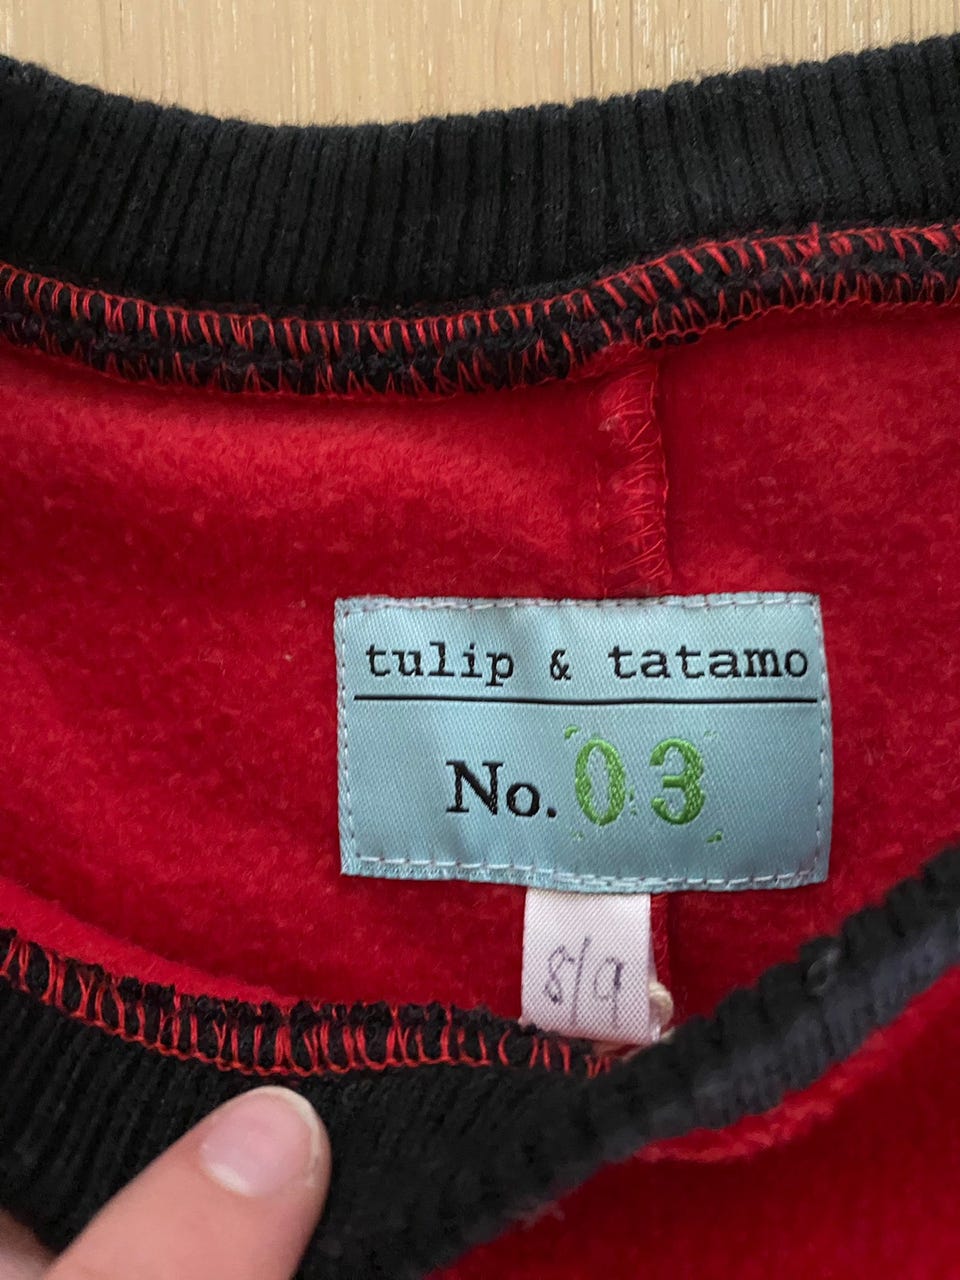 tulip & tatamo
No. 03
8/9